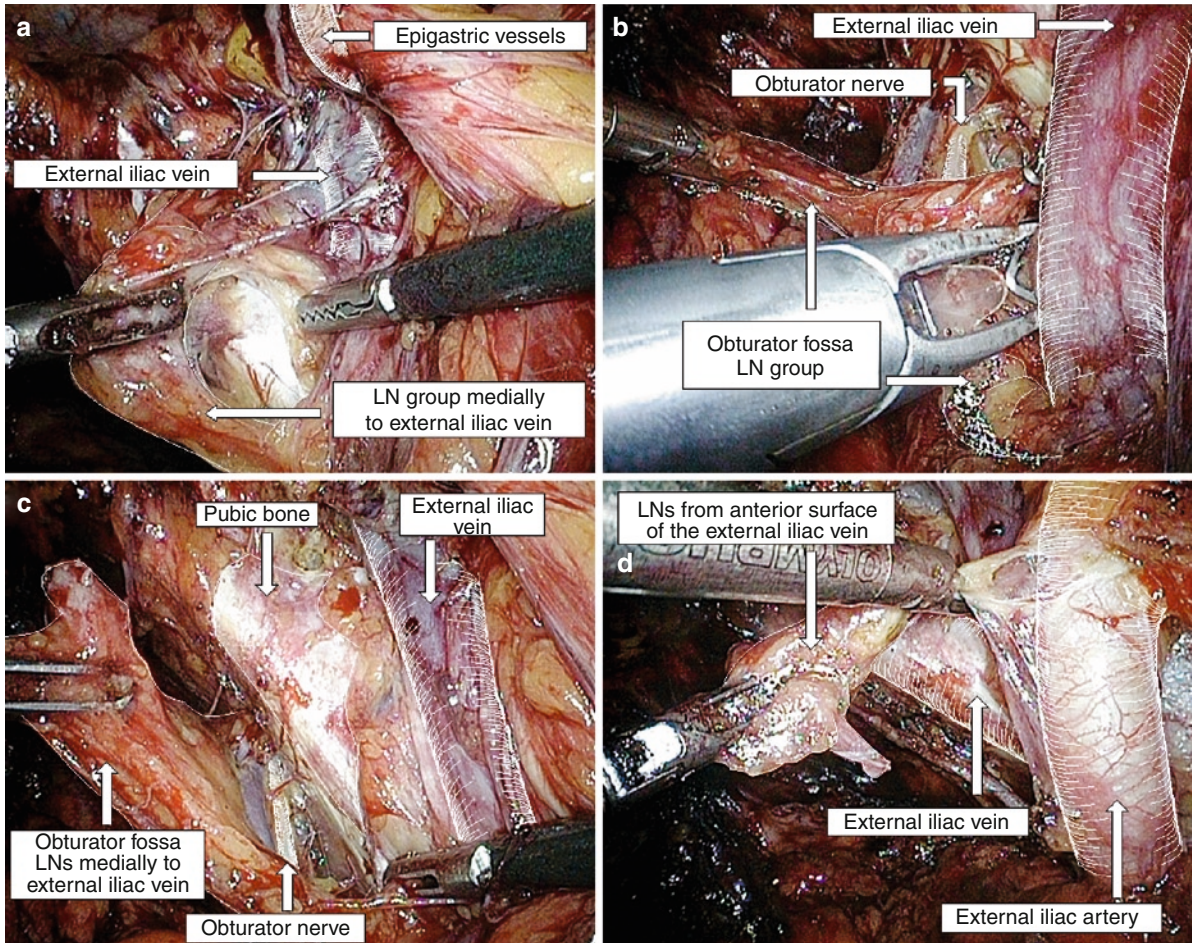 a
Epigastric vessels
External iliac vein
LN group medially
to external iliac vein
b
External iliac vein
Obturator nerve
Obturator fossa
LN group
c
Pubic bone
External iliac
vein
Obturator fossa
LNs medially to
external iliac vein
Obturator nerve
d
LNs from anterior surface
of the external iliac vein
OLYMPUS
External iliac vein
External iliac artery